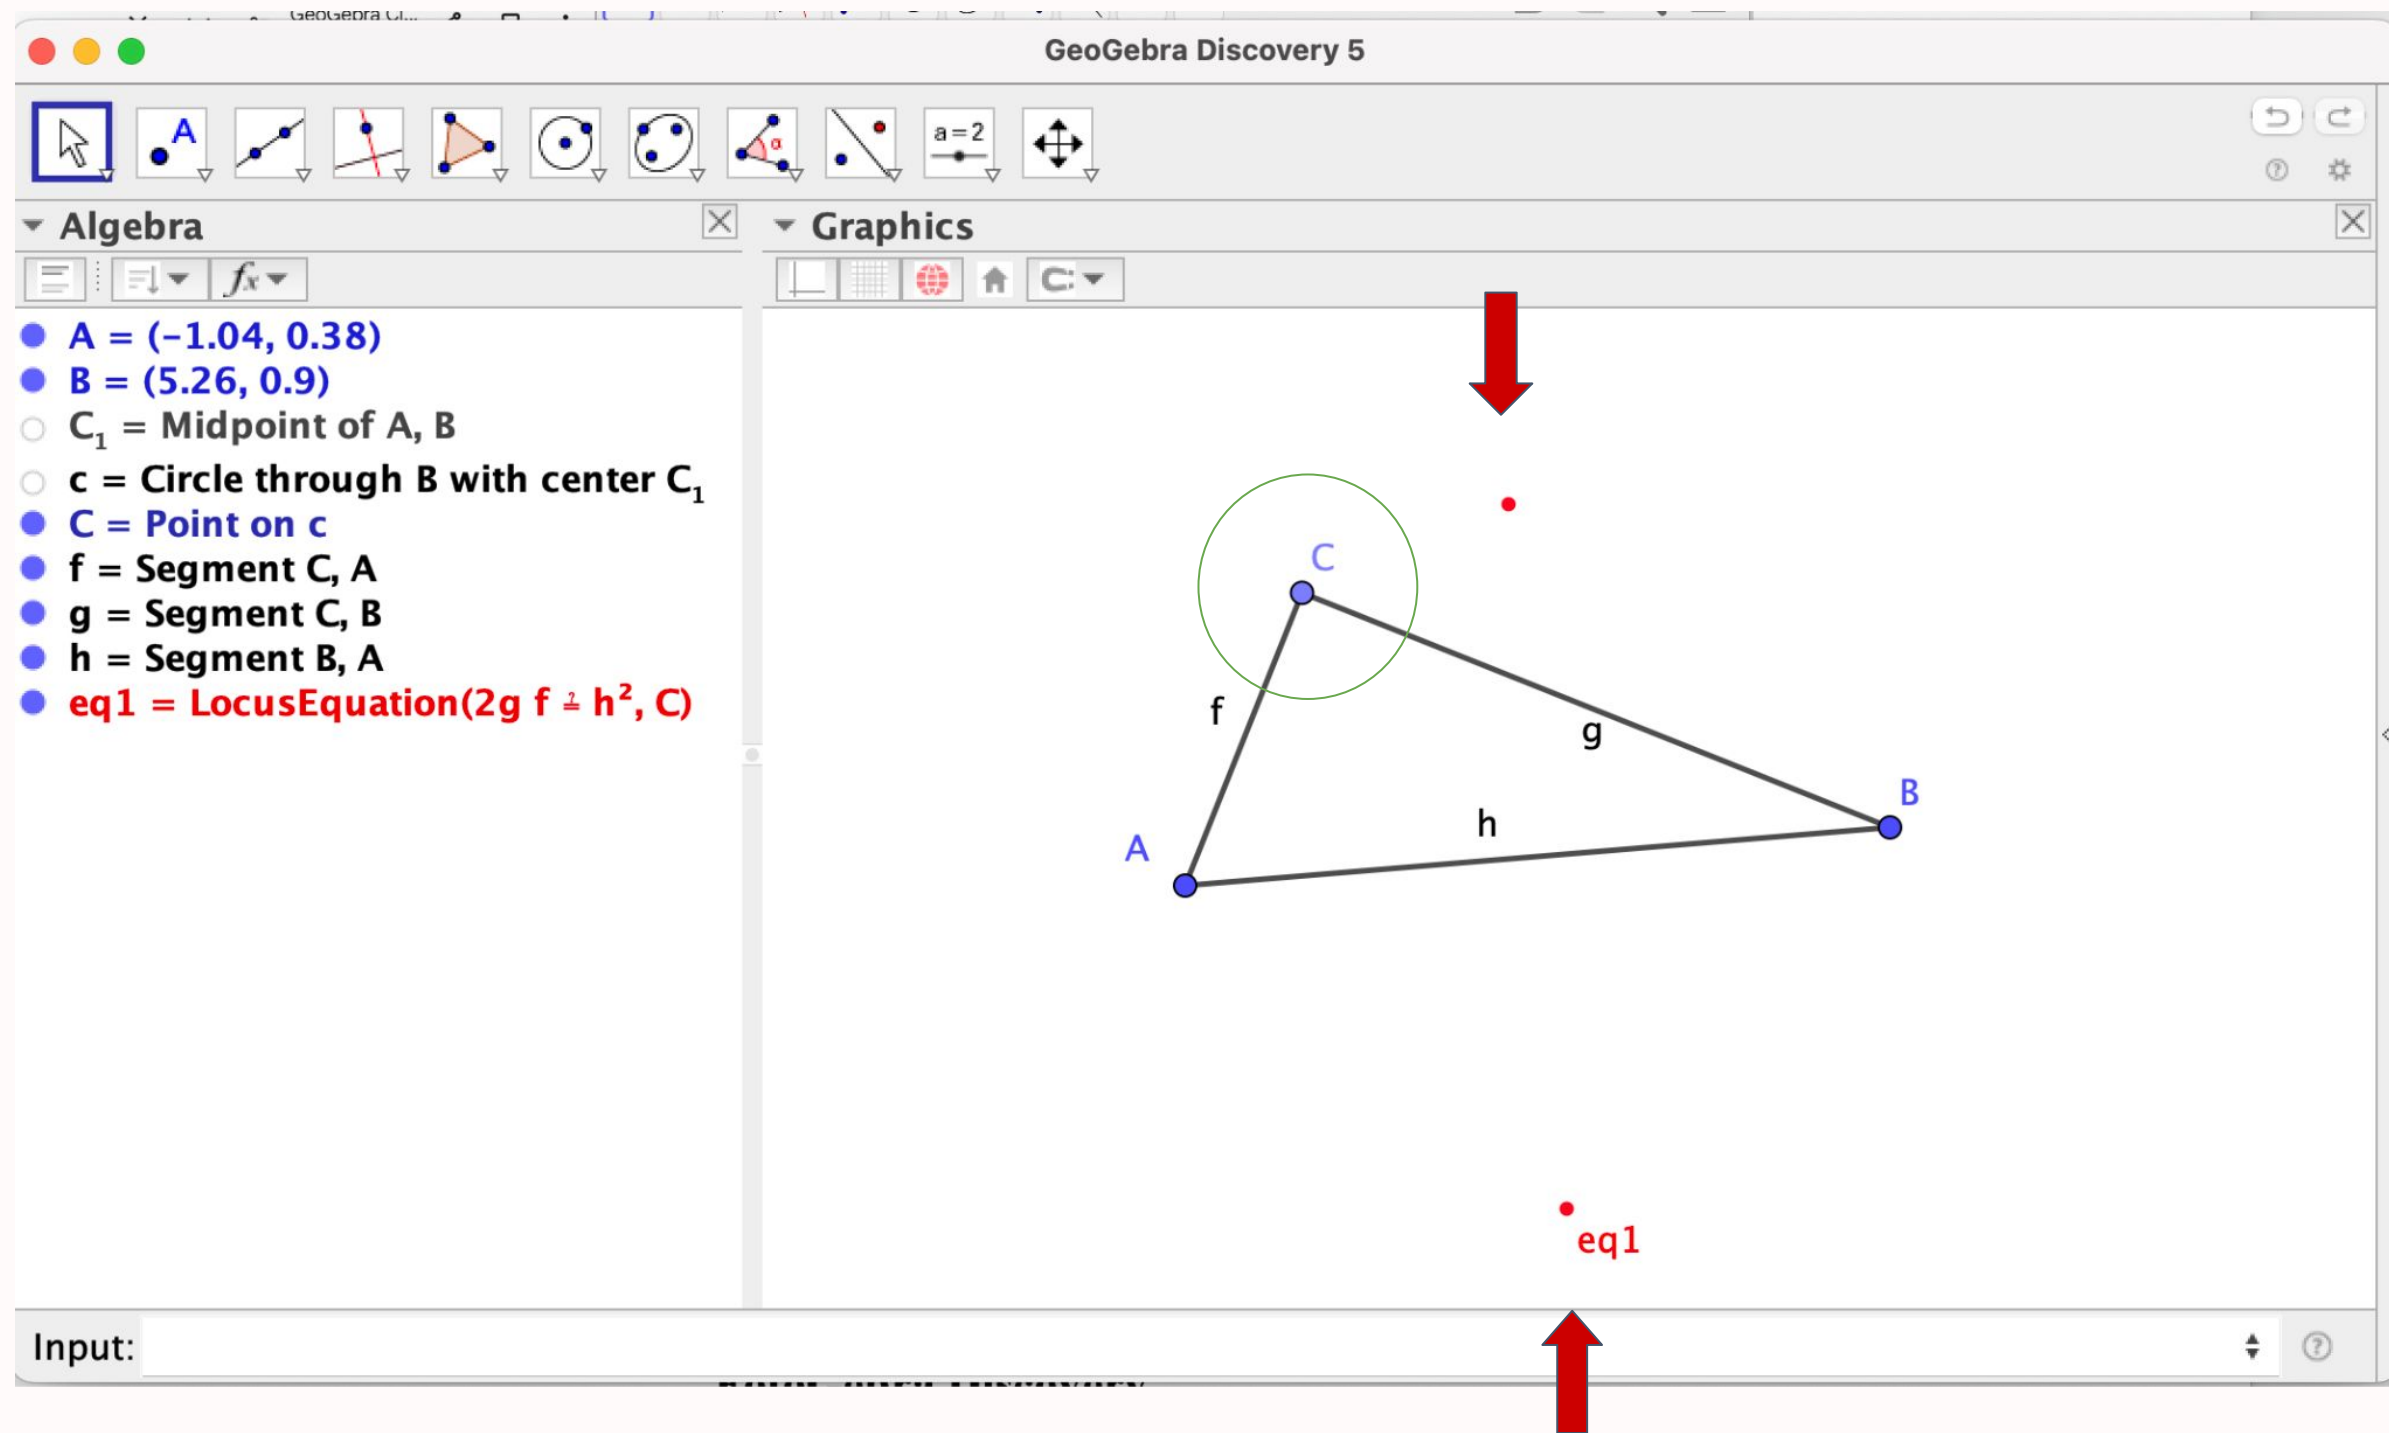 GeoGebra Discovery 5
A
α
a=2
Algebra
Graphics
fx
A = (−1.04, 0.38)
B = (5.26, 0.9)
C₁ = Midpoint of A, B
c = Circle through B with center C₁
C = Point on c
f = Segment C, A
g = Segment C, B
h = Segment B, A
eq1 = LocusEquation(2g f ≟ h², C)
C
f
g
B
h
A
eq1
Input: